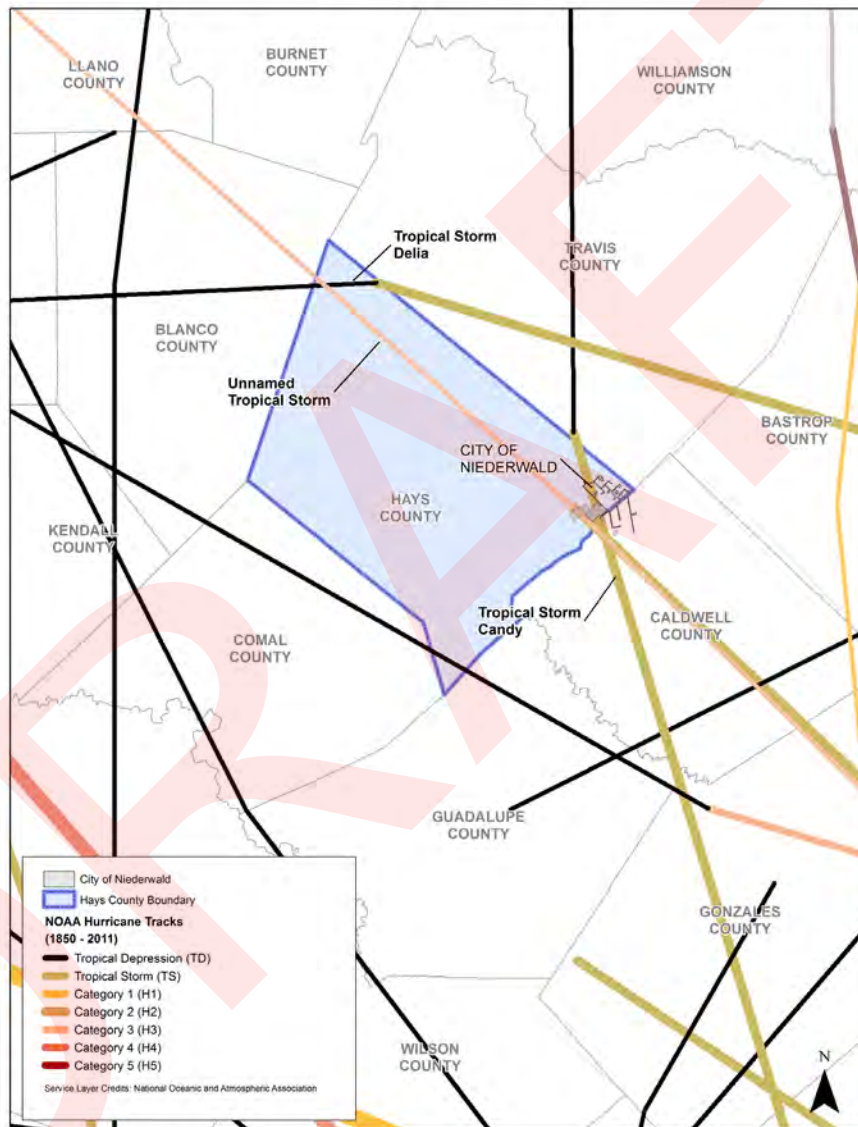 LLANO
COUNTY
BURNET
COUNTY
WILLIAMSON
COUNTY
Tropical Storm
Delia
TRAVIS
COUNTY
BLANCO
COUNTY
Unnamed
Tropical Storm
BASTROP
COUNTY
CITY OF
NIEDERWALD
HAYS
COUNTY
KENDALL
COUNTY
Tropical Storm
Candy
CALDWELL
COUNTY
COMAL
COUNTY
GUADALUPE
COUNTY
GONZALES
COUNTY
WILSON
COUNTY
City of Niederwald
Hays County Boundary
NOAA Hurricane Tracks
(1850 - 2011)
Tropical Depression (TD)
Tropical Storm (TS)
Category 1 (H1)
Category 2 (H2)
Category 3 (H3)
Category 4 (H4)
Category 5 (H5)
Service Layer Credits: National Oceanic and Atmospheric Association
N
DRAFT